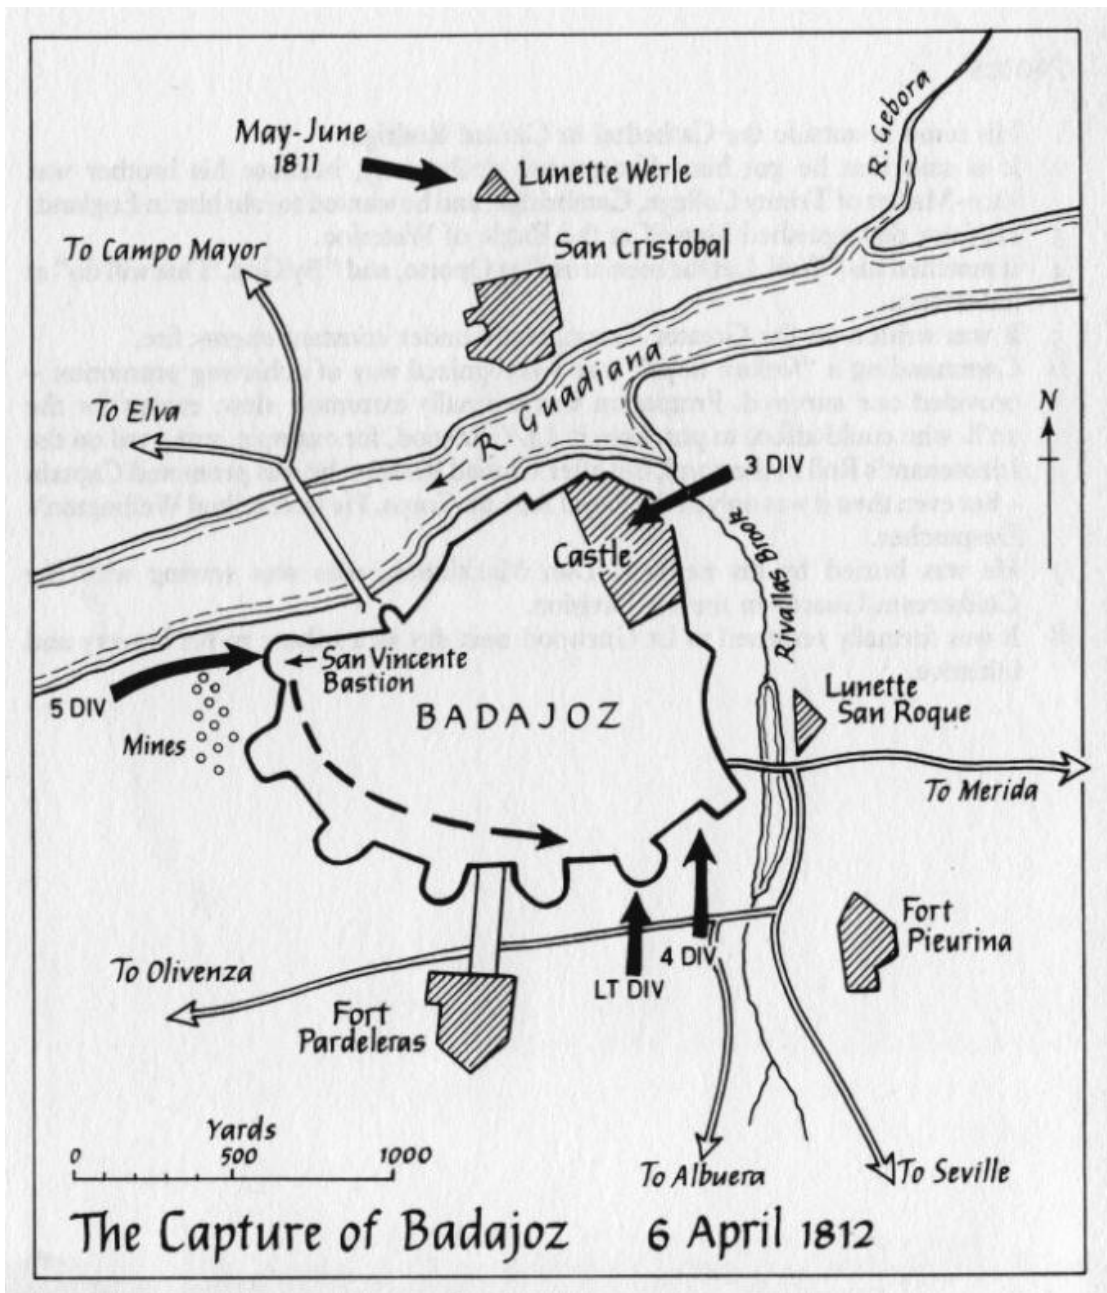 R Gebora
May-June
1811
Lunette Werle
San Cristobal
To Campo Mayor
R Guadiana
To Elva
N
3 DIV
Castle
Rivallas Brook
San Vincente
Bastion
5 DIV
BADAJOZ
Mines
Lunette
San Roque
To Merida
Fort
Pieurina
4 DIV
LT DIV
To Olivenza
Fort
Pardeleras
Yards
0 500 1000
To Albuera
To Seville
The Capture of Badajoz 6 April 1812